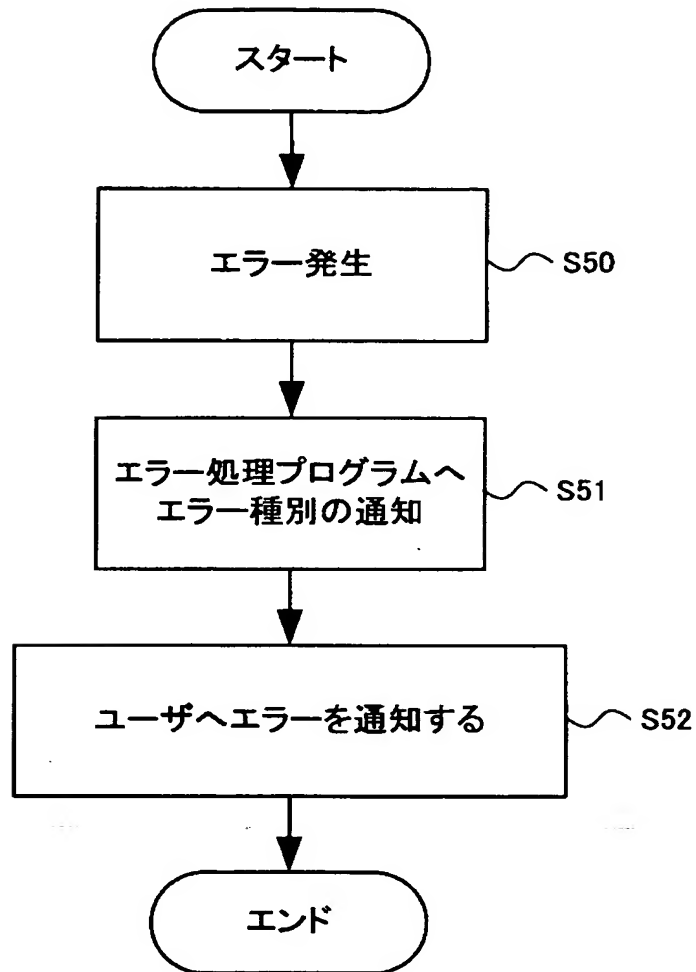 スタート
エラー発生
S50
エラー処理プログラムへ
エラー種別の通知
S51
ユーザへエラーを通知する
S52
エンド